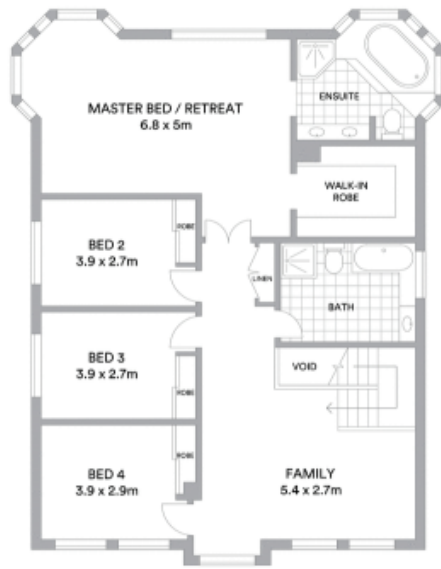 MASTER BED / RETREAT
6.8 x 5m
ENSUITE
WALK-IN
ROBE
BED 2
3.9 x 2.7m
ROBE
LINEN
BATH
BED 3
3.9 x 2.7m
ROBE
VOID
BED 4
3.9 x 2.9m
ROBE
FAMILY
5.4 x 2.7m